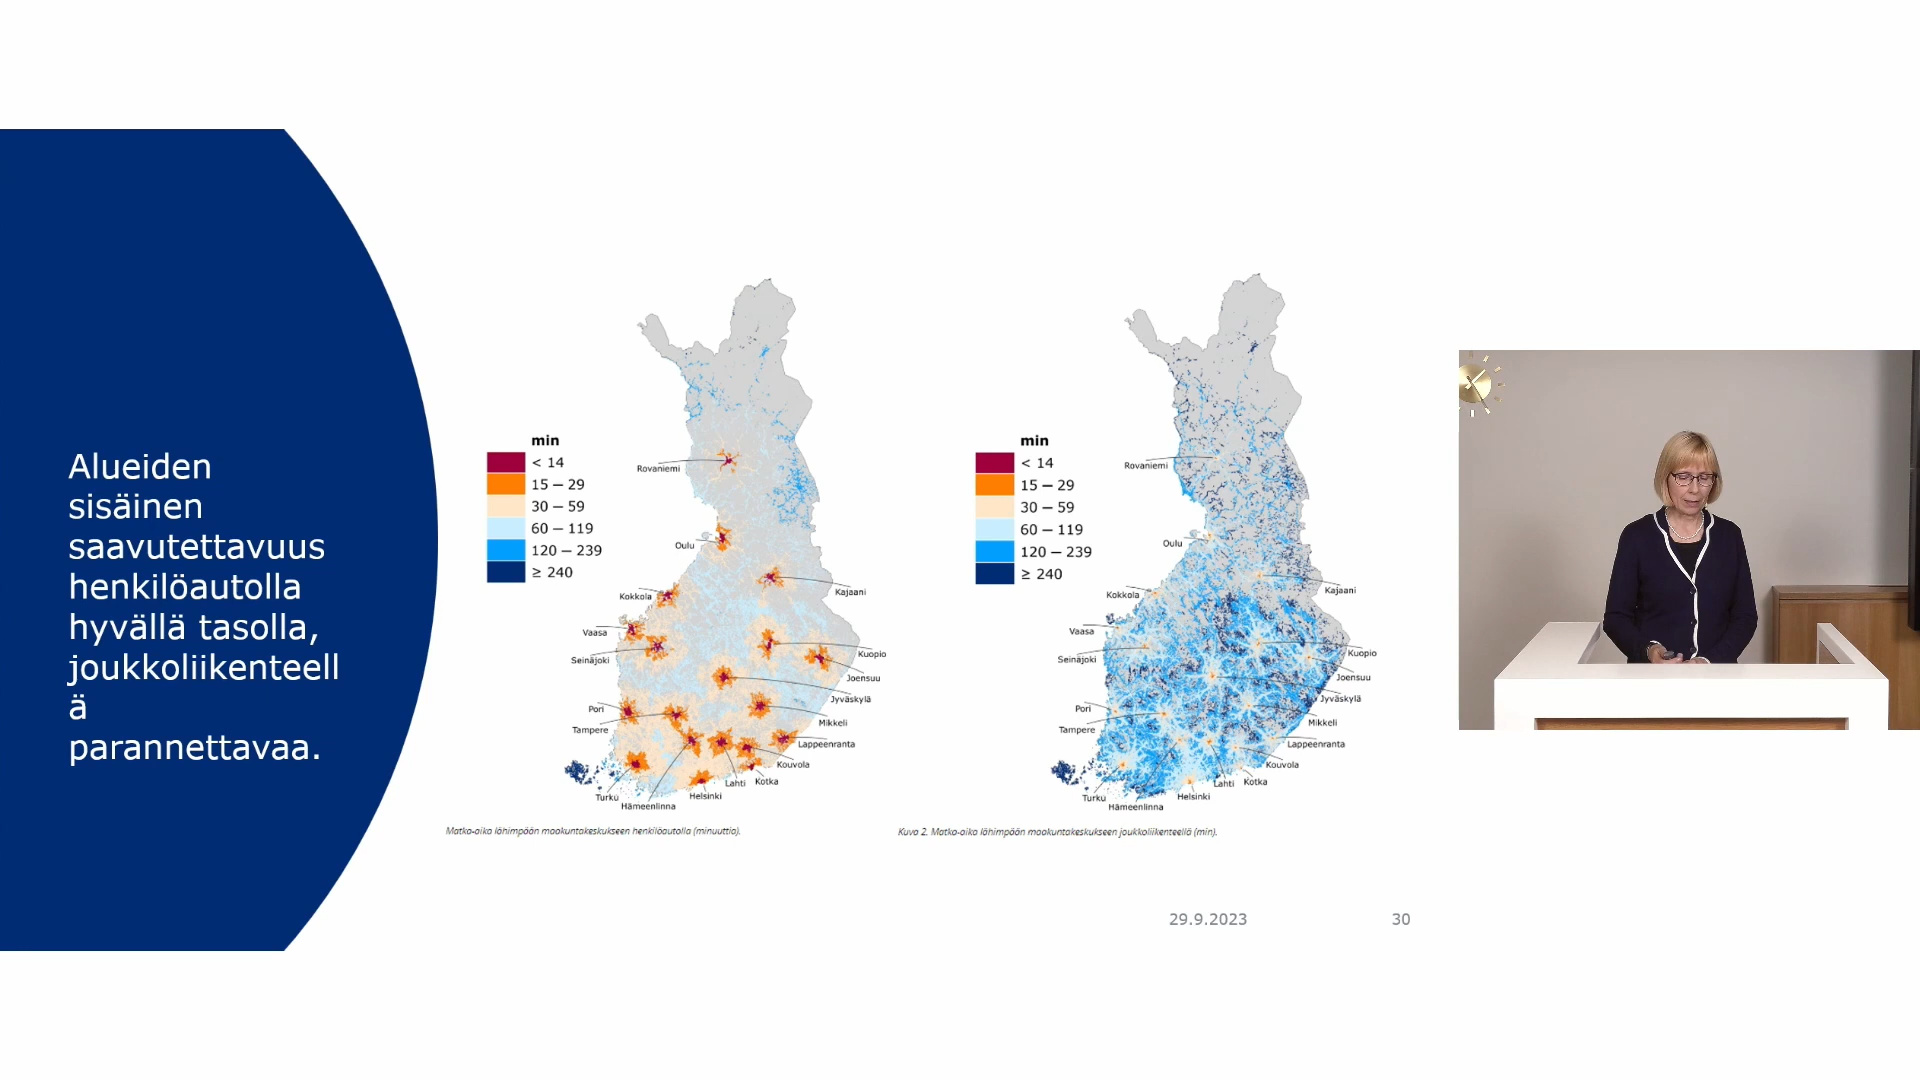 Alueiden
sisäinen
saavutettavuus
henkilöautolla
hyvällä tasolla,
joukkoliikenteell
ä
parannettavaa.
min
< 14
15 — 29
30 — 59
60 — 119
120 — 239
≥ 240
Rovaniemi
Oulu
Kajaani
Kokkola
Vaasa
Seinäjoki
Kuopio
Joensuu
Jyväskylä
Pori
Tampere
Mikkeli
Lappeenranta
Kouvola
Kotka
Lahti
Helsinki
Turku
Hämeenlinna
Matka-aika lähimpään maakuntakeskukseen henkilöautolla (minuuttia).
min
< 14
15 — 29
30 — 59
60 — 119
120 — 239
≥ 240
Rovaniemi
Oulu
Kajaani
Kokkola
Vaasa
Seinäjoki
Kuopio
Joensuu
Jyväskylä
Pori
Tampere
Mikkeli
Lappeenranta
Kouvola
Kotka
Lahti
Helsinki
Turku
Hämeenlinna
Kuva 2. Matka-aika lähimpään maakuntakeskukseen joukkoliikenteellä (min).
29.9.2023
30